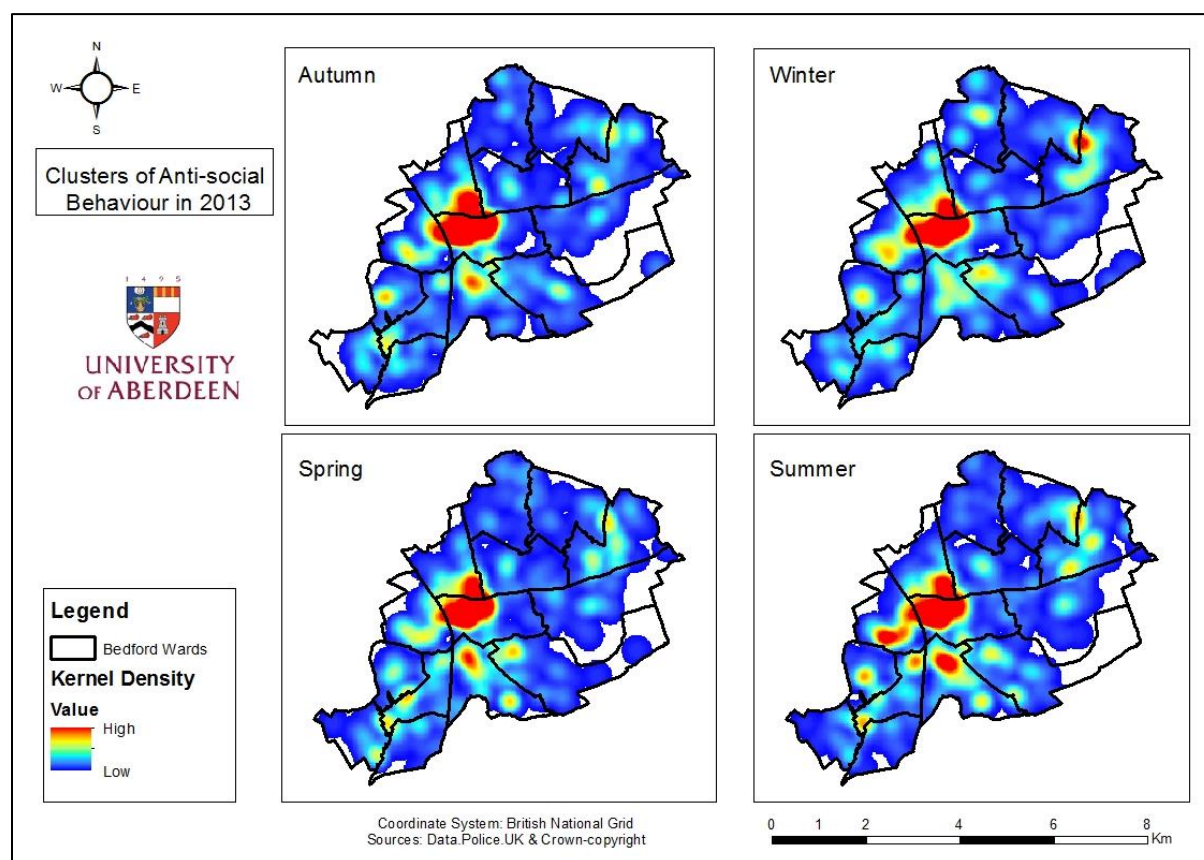 N
W
E
S
Clusters of Anti-social
Behaviour in 2013
1 4 9 5
UNIVERSITY
OF ABERDEEN
Legend
Bedford Wards
Kernel Density
Value
High
Low
Autumn
Winter
Spring
Summer
Coordinate System: British National Grid
Sources: Data.Police.UK & Crown-copyright
0 1 2 4 6 8
Km